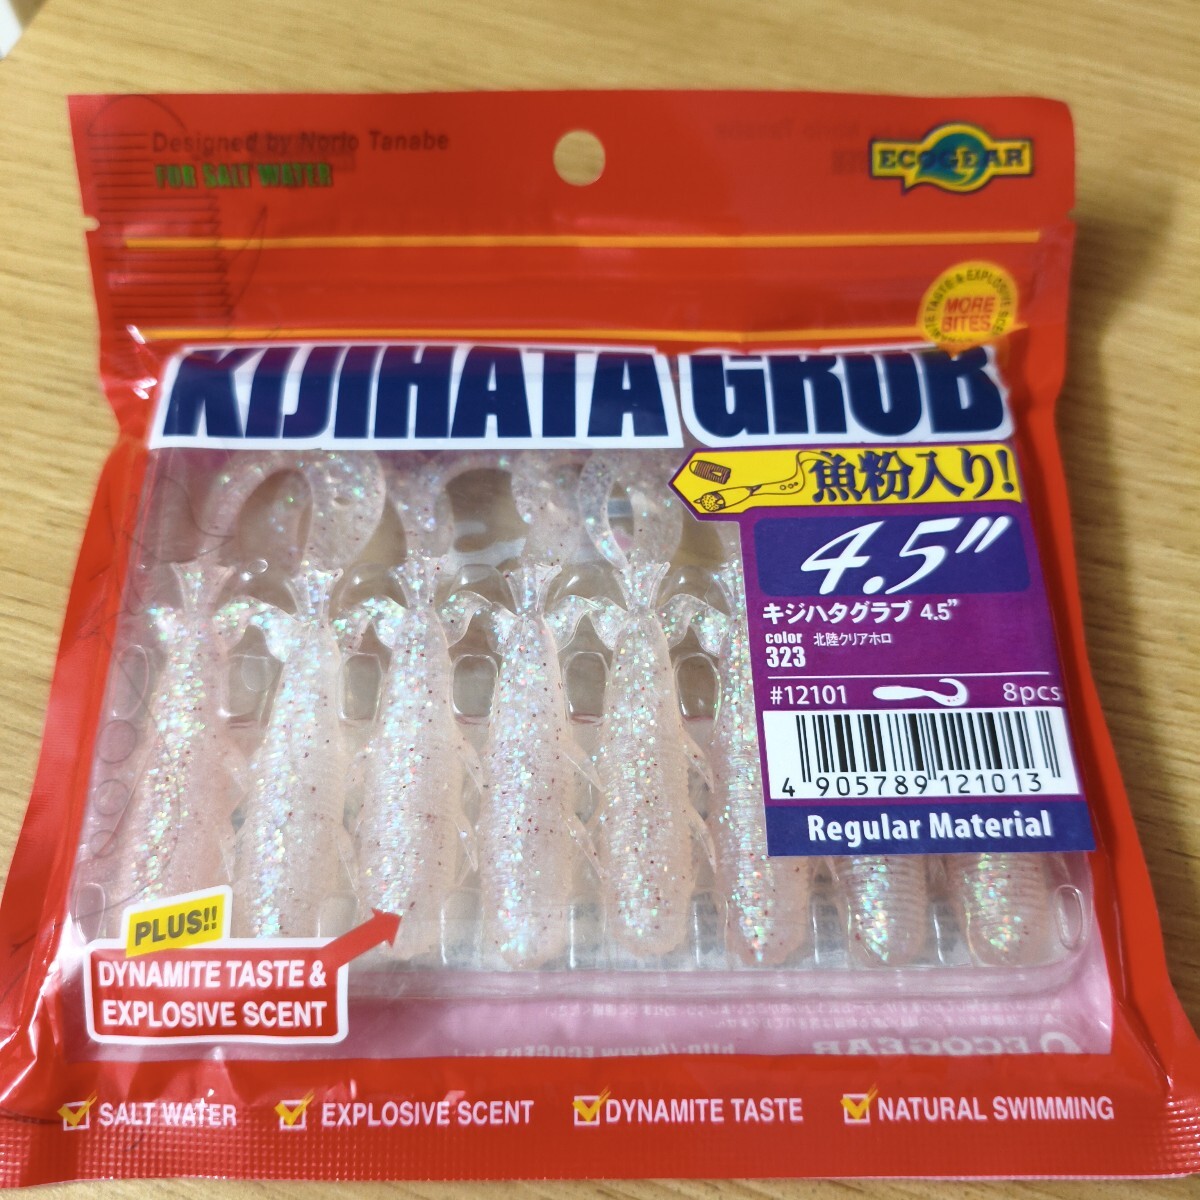 Designed by Norio Tanabe
FOR SALT WATER
ECOGEAR
MORE
BITES
KIJIHATA GRUB
魚粉入り!
4.5"
キジハタグラブ 4.5"
color
323
北陸クリアホロ
#12101
8pcs
4 905789 121013
Regular Material
PLUS!!
DYNAMITE TASTE &
EXPLOSIVE SCENT
ECOGEAR
SALT WATER
EXPLOSIVE SCENT
DYNAMITE TASTE
NATURAL SWIMMING